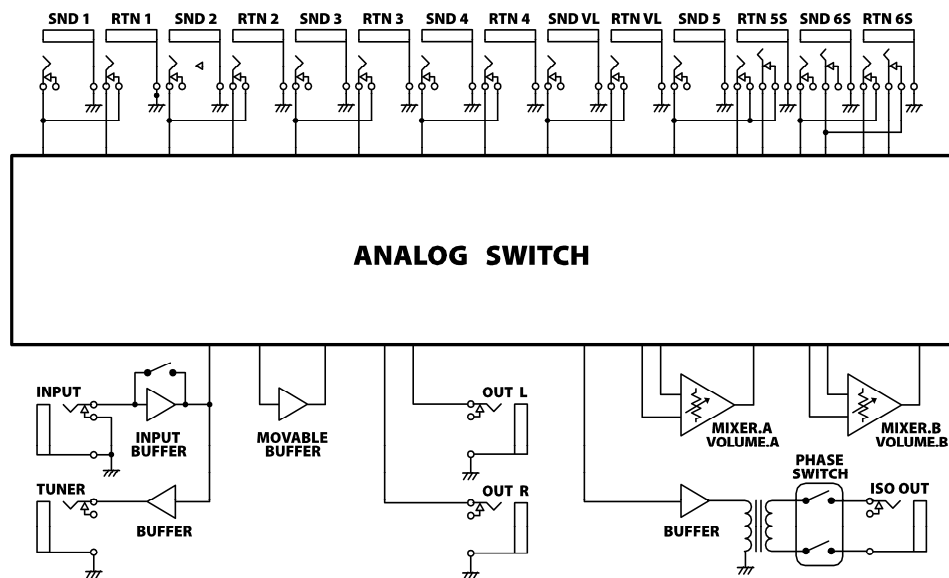 SND 1 RTN 1 SND 2 RTN 2 SND 3 RTN 3 SND 4 RTN 4 SND VL RTN VL SND 5 RTN 5S SND 6S RTN 6S
ANALOG SWITCH
INPUT
INPUT
BUFFER
MOVABLE
BUFFER
OUT L
MIXER.A
VOLUME.A
MIXER.B
VOLUME.B
TUNER
BUFFER
OUT R
BUFFER
PHASE
SWITCH
ISO OUT